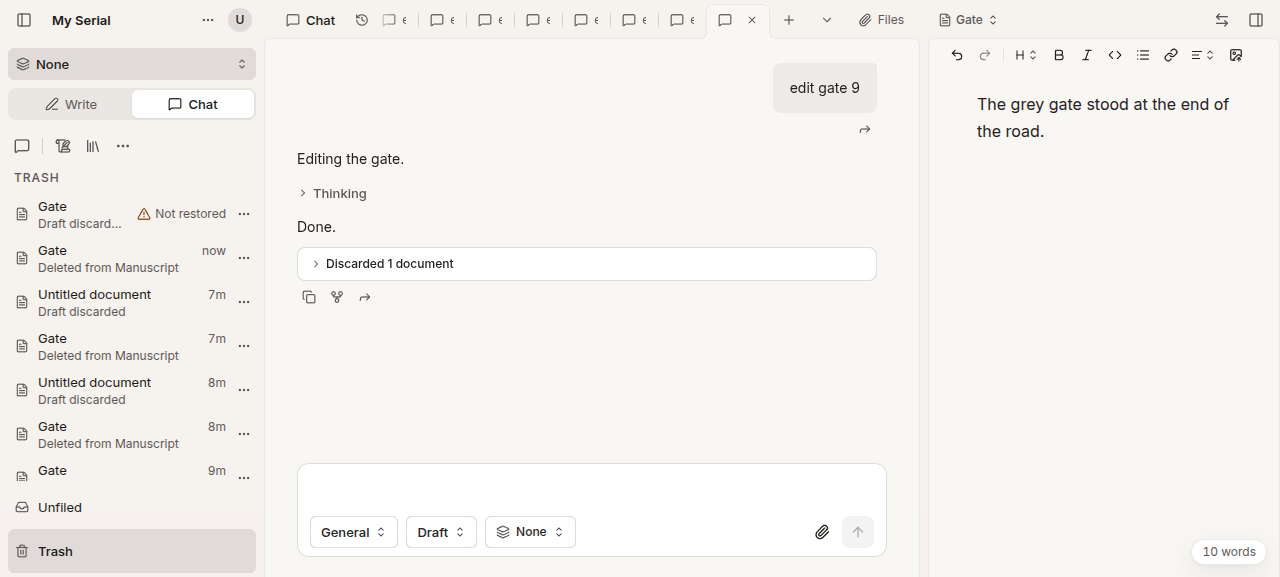 My Serial
U
Chat
Files
Gate
None
Write
Chat
TRASH
Gate
Draft discard...
Not restored
Gate
now
Deleted from Manuscript
Untitled document
7m
Draft discarded
Gate
7m
Deleted from Manuscript
Untitled document
8m
Draft discarded
Gate
8m
Deleted from Manuscript
Gate
9m
Unfiled
Trash
edit gate 9
Editing the gate.
Thinking
Done.
Discarded 1 document
General
Draft
None
H
B
I
The grey gate stood at the end of
the road.
10 words